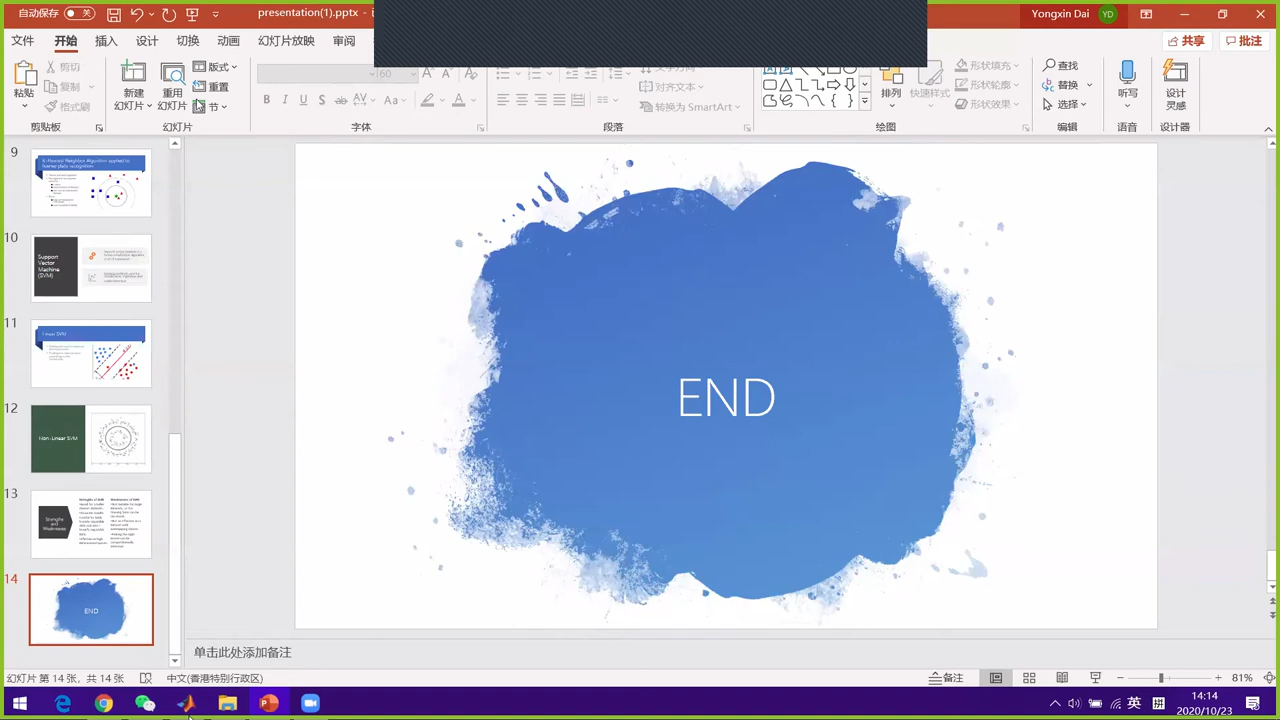 自动保存 关
presentation(1).pptx -
Yongxin Dai
YD
文件 开始 插入 设计 切换 动画 幻灯片放映 审阅
共享 批注
粘贴
剪切
复制
格式刷
剪贴板
新建
幻灯片
重用
幻灯片
版式
重置
节
幻灯片
60
字体
文字方向
对齐文本
转换为 SmartArt
段落
排列
快速样式
形状填充
形状轮廓
形状效果
绘图
查找
替换
选择
编辑
听写
语音
设计
灵感
设计器
9
10
Support
Vector
Machine
(SVM)
11
Linear SVM
12
Non-Linear SVM
13
Strengths
and
Weaknesses
14
END
END
单击此处添加备注
幻灯片 第 14 张，共 14 张
中文(香港特别行政区)
备注
81%
英
拼
14:14
2020/10/23